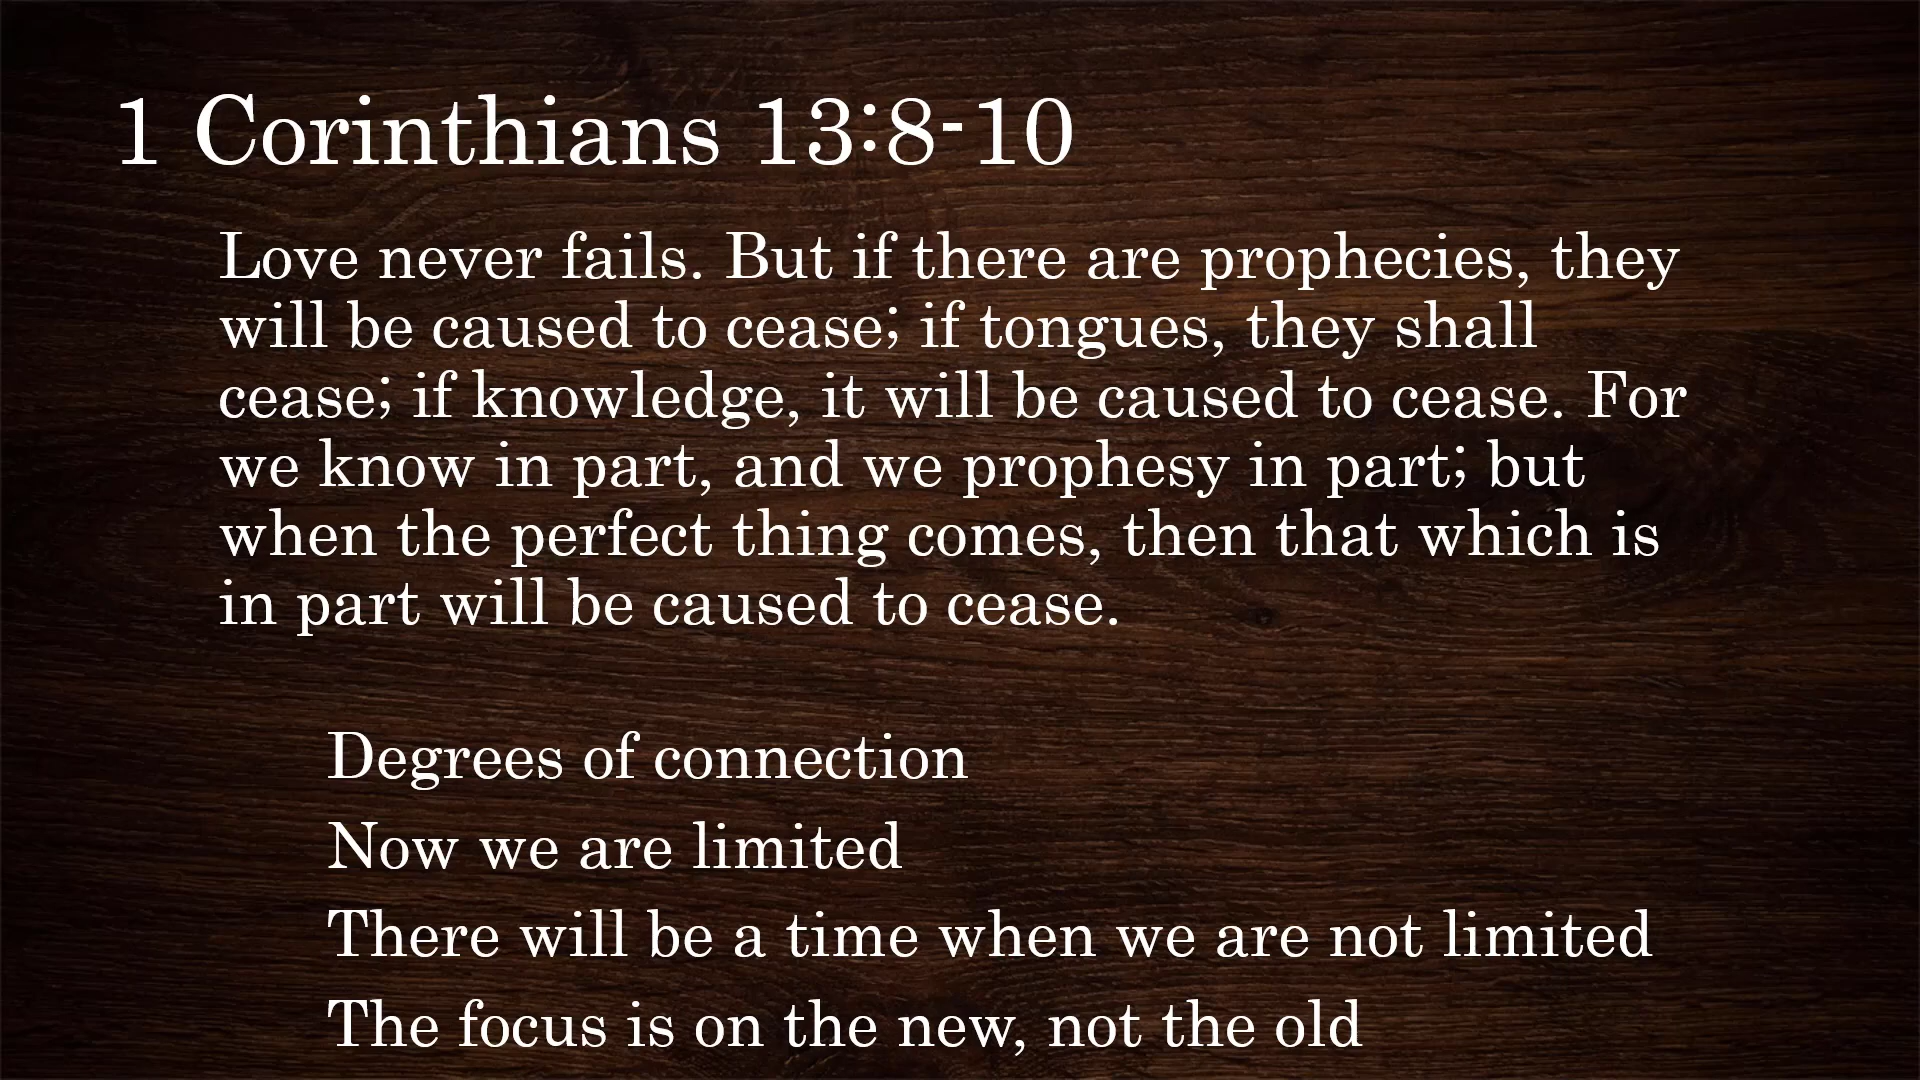 1 Corinthians 13:8-10
Love never fails. But if there are prophecies, they
will be caused to cease; if tongues, they shall
cease; if knowledge, it will be caused to cease. For
we know in part, and we prophesy in part; but
when the perfect thing comes, then that which is
in part will be caused to cease.
Degrees of connection
Now we are limited
There will be a time when we are not limited
The focus is on the new, not the old